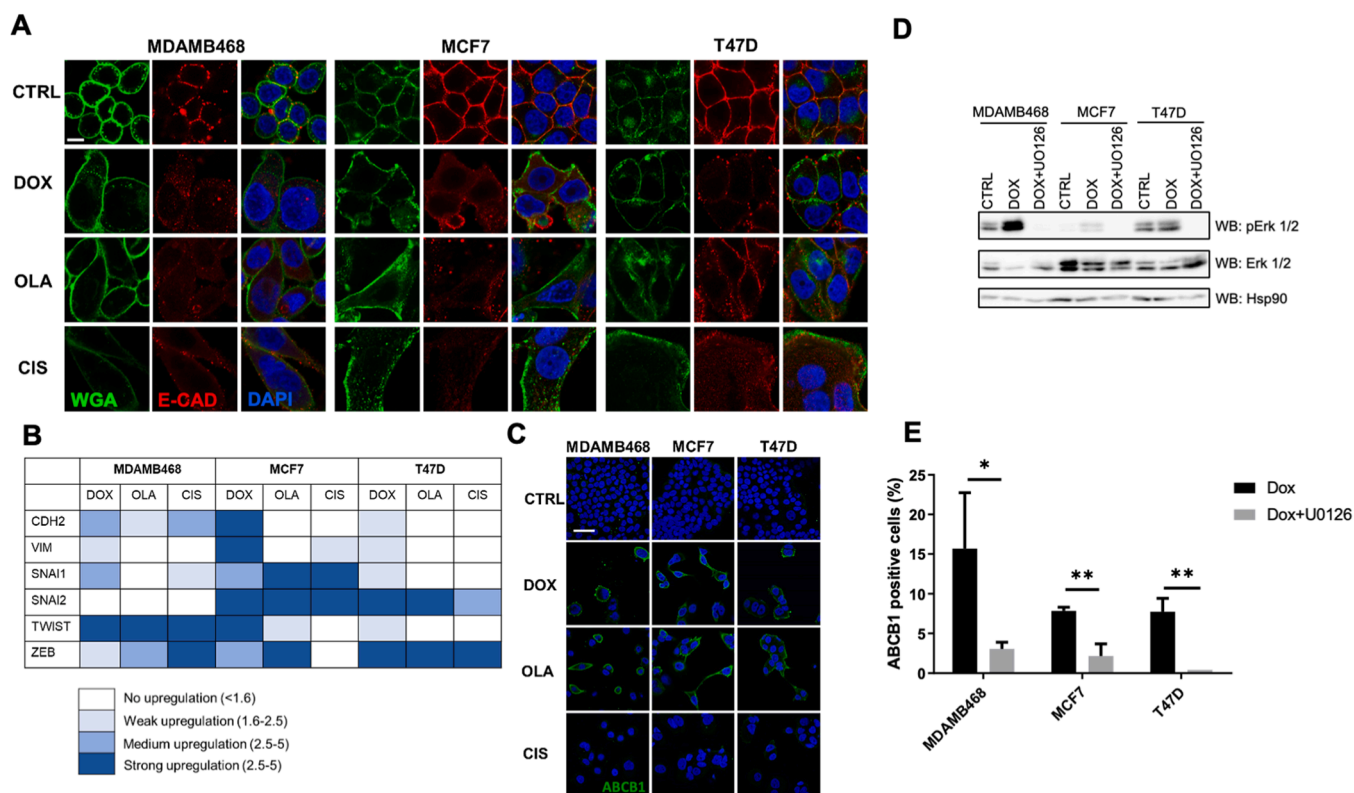 A
MDAMB468 MCF7 T47D
CTRL
DOX
OLA
CIS
WGA E-CAD DAPI
B
MDAMB468 MCF7 T47D
DOX OLA CIS DOX OLA CIS DOX OLA CIS
CDH2
VIM
SNAI1
SNAI2
TWIST
ZEB
No upregulation (<1.6)
Weak upregulation (1.6-2.5)
Medium upregulation (2.5-5)
Strong upregulation (2.5-5)
C
MDAMB468 MCF7 T47D
CTRL
DOX
OLA
CIS
ABCB1
D
MDAMB468 MCF7 T47D
CTRL DOX DOX+UO126 CTRL DOX DOX+UO126 CTRL DOX DOX+UO126
WB: pErk 1/2
WB: Erk 1/2
WB: Hsp90
E
ABCB1 positive cells (%)
25
20
15
10
5
0
* ** **
MDAMB468 MCF7 T47D
Dox
Dox+U0126